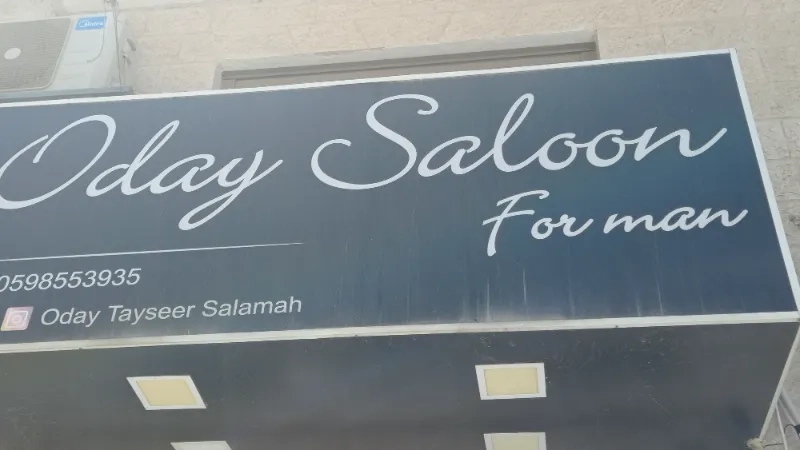 Oday Saloon
For man
0598553935
Oday Tayseer Salamah